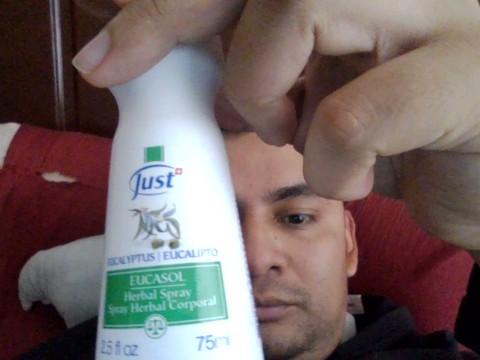 Just
EUCALYPTUS | EUCALIPTO
EUCASOL
Herbal Spray
Spray Herbal Corporal
2.5 fl oz 75ml